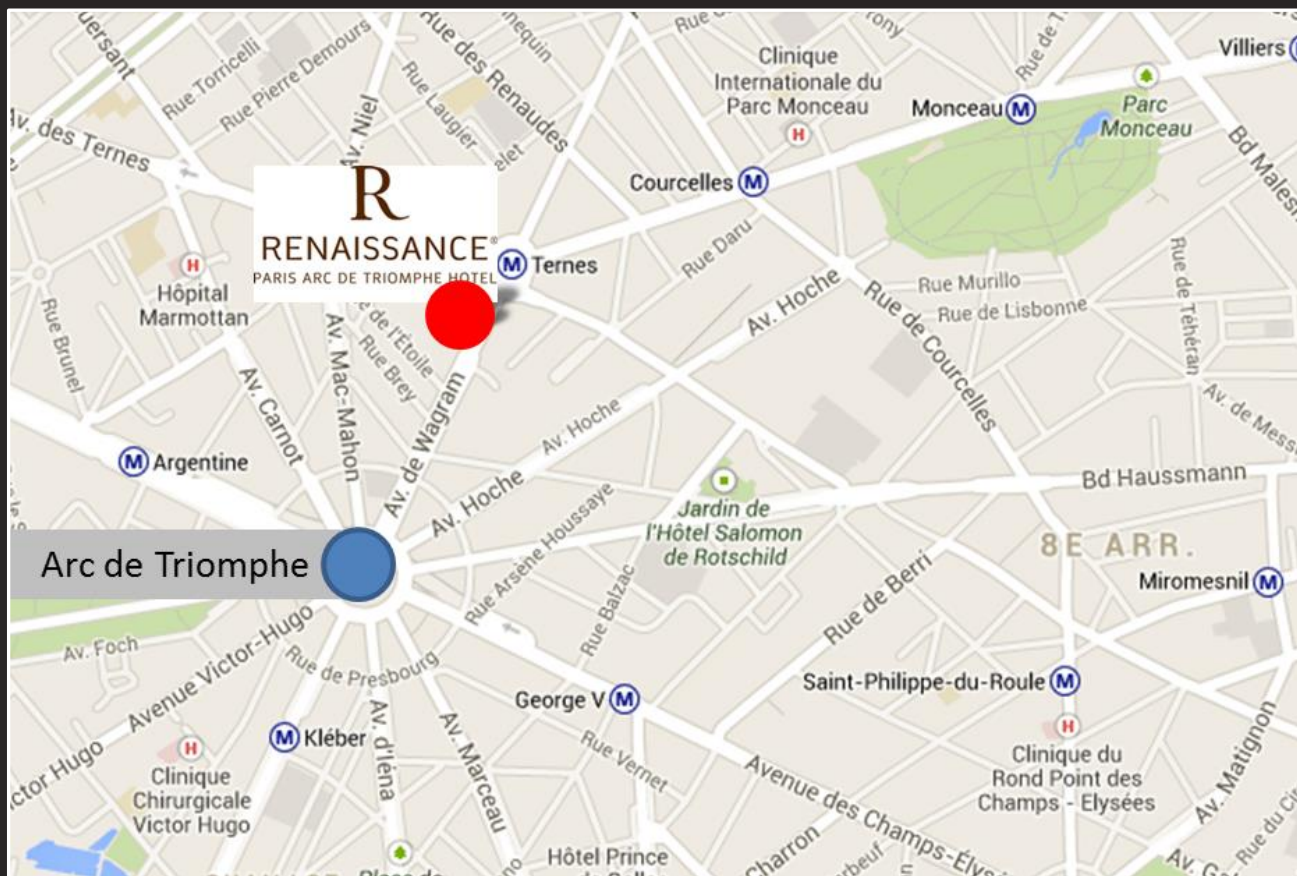 Rue Torricelli
Rue Pierre Demours
Av. Niel
Rue Laugier
Rue des Renaudes
Av. des Ternes
Clinique
Internationale du
Parc Monceau
H
Monceau M
Parc
Monceau
Villiers
Courcelles M
R
RENAISSANCE®
PARIS ARC DE TRIOMPHE HOTEL
M Ternes
Rue Daru
H
Hôpital
Marmottan
Rue Brunel
Av. Carnot
Av. Mac-Mahon
Rue Brey
Av. de Wagram
Av. Hoche
Rue de Courcelles
Rue Murillo
Rue de Lisbonne
Rue de Téhéran
Av. Hoche
M Argentine
Av. Hoche
Bd Haussmann
Jardin de
l'Hôtel Salomon
de Rotschild
Rue Arsène Houssaye
Rue Balzac
Rue de Berri
8E ARR.
Miromesnil M
Arc de Triomphe
Av. Foch
Avenue Victor-Hugo
Rue de Presbourg
George V M
Saint-Philippe-du-Roule M
M Kléber
Av. d'Iéna
Av. Marceau
Rue Vernet
H
Clinique
Chirurgicale
Victor Hugo
H
Clinique du
Rond Point des
Champs - Elysées
Av. Matignon
Avenue des Champs-Élys
Hôtel Prince
Charron